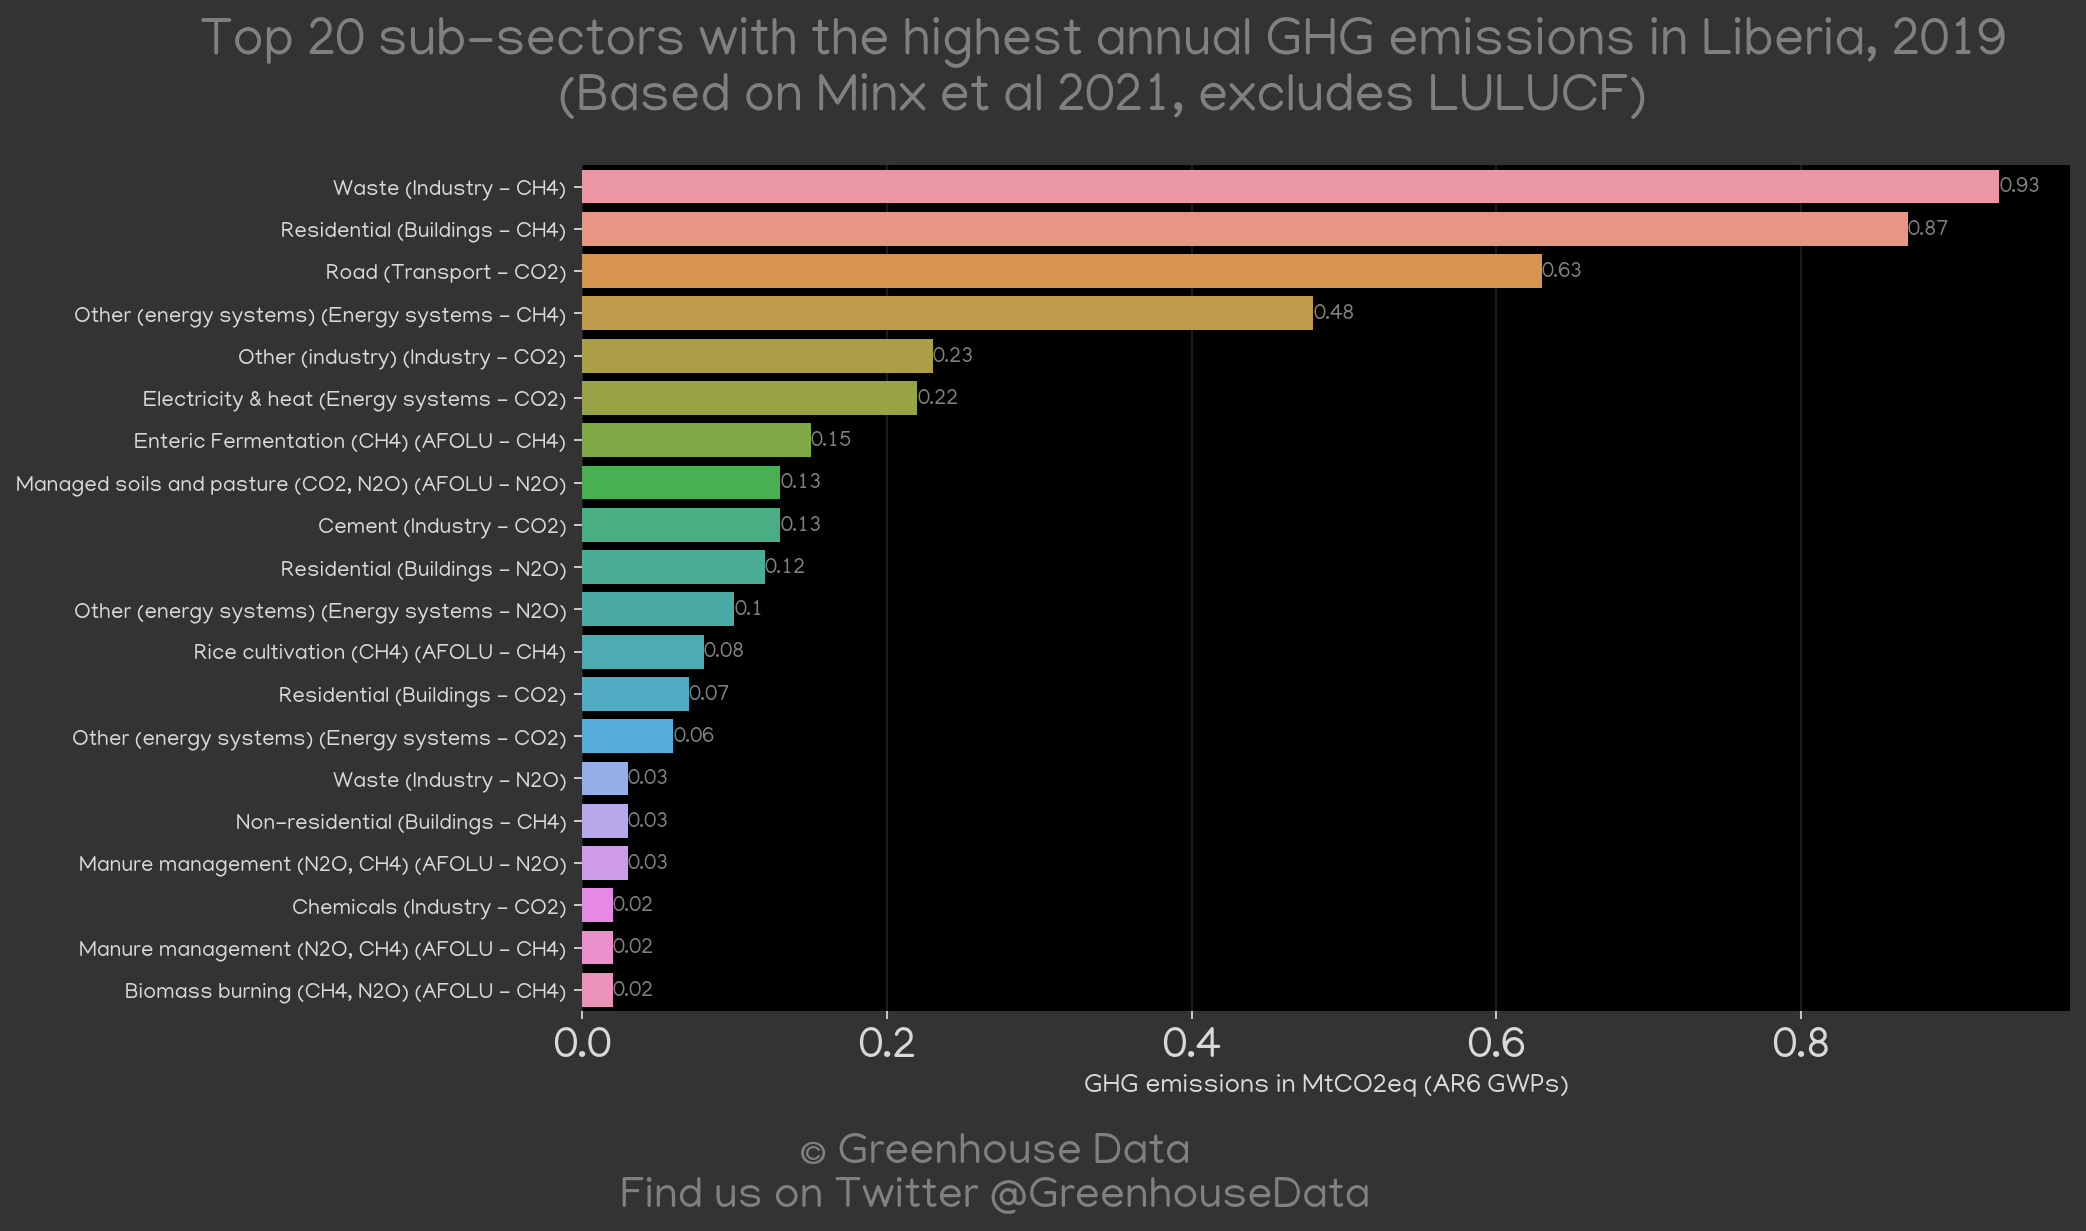 Top 20 sub-sectors with the highest annual GHG emissions in Liberia, 2019
(Based on Minx et al 2021, excludes LULUCF)
Waste (Industry - CH4) 0.93
Residential (Buildings - CH4) 0.87
Road (Transport - CO2) 0.63
Other (energy systems) (Energy systems - CH4) 0.48
Other (industry) (Industry - CO2) 0.23
Electricity & heat (Energy systems - CO2) 0.22
Enteric Fermentation (CH4) (AFOLU - CH4) 0.15
Managed soils and pasture (CO2, N2O) (AFOLU - N2O) 0.13
Cement (Industry - CO2) 0.13
Residential (Buildings - N2O) 0.12
Other (energy systems) (Energy systems - N2O) 0.1
Rice cultivation (CH4) (AFOLU - CH4) 0.08
Residential (Buildings - CO2) 0.07
Other (energy systems) (Energy systems - CO2) 0.06
Waste (Industry - N2O) 0.03
Non-residential (Buildings - CH4) 0.03
Manure management (N2O, CH4) (AFOLU - N2O) 0.03
Chemicals (Industry - CO2) 0.02
Manure management (N2O, CH4) (AFOLU - CH4) 0.02
Biomass burning (CH4, N2O) (AFOLU - CH4) 0.02
0.0 0.2 0.4 0.6 0.8
GHG emissions in MtCO2eq (AR6 GWPs)
© Greenhouse Data
Find us on Twitter @GreenhouseData